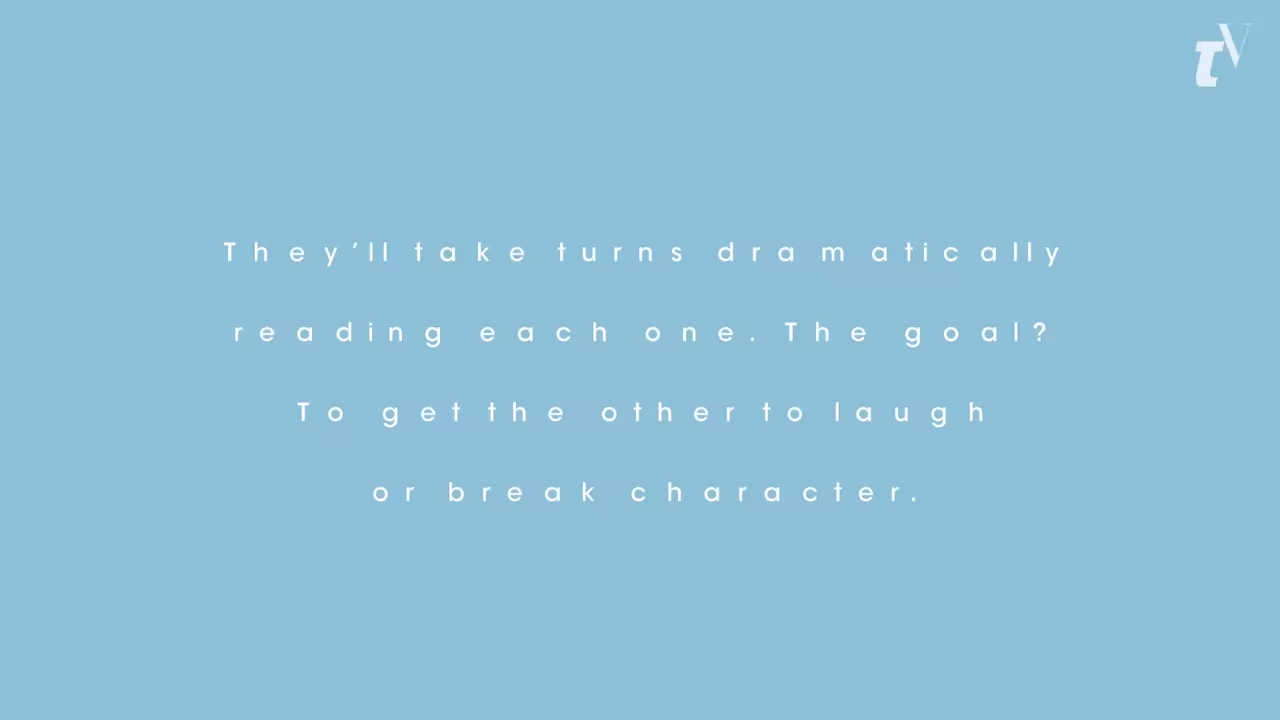 tV
They’ll take turns dramatically
reading each one. The goal?
To get the other to laugh
or break character.